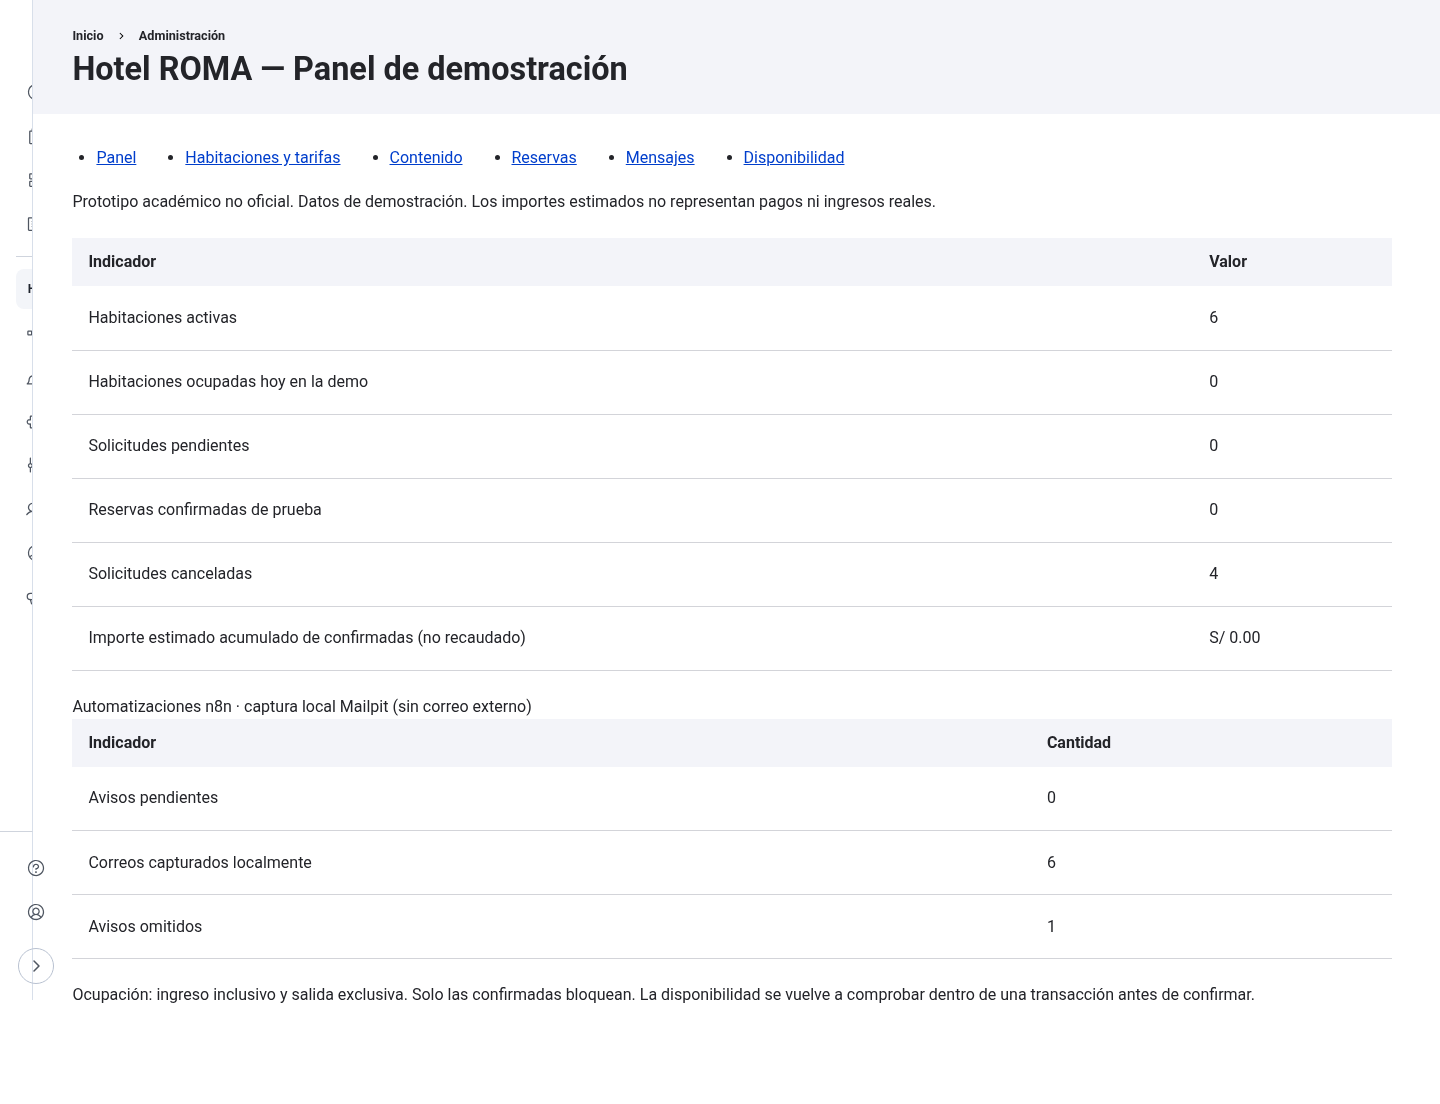 Inicio
Administración
Hotel ROMA — Panel de demostración
Panel
Habitaciones y tarifas
Contenido
Reservas
Mensajes
Disponibilidad
Prototipo académico no oficial. Datos de demostración. Los importes estimados no representan pagos ni ingresos reales.
Indicador Valor
Habitaciones activas 6
Habitaciones ocupadas hoy en la demo 0
Solicitudes pendientes 0
Reservas confirmadas de prueba 0
Solicitudes canceladas 4
Importe estimado acumulado de confirmadas (no recaudado) S/ 0.00
Automatizaciones n8n · captura local Mailpit (sin correo externo)
Indicador Cantidad
Avisos pendientes 0
Correos capturados localmente 6
Avisos omitidos 1
Ocupación: ingreso inclusivo y salida exclusiva. Solo las confirmadas bloquean. La disponibilidad se vuelve a comprobar dentro de una transacción antes de confirmar.